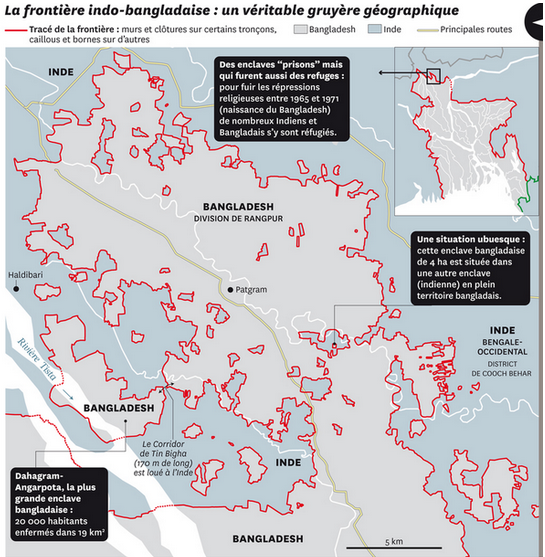 La frontière indo-bangladaise : un véritable gruyère géographique
Tracé de la frontière : murs et clôtures sur certains tronçons,
caillous et bornes sur d'autres
Bangladesh
Inde
Principales routes
INDE
Des enclaves "prisons" mais
qui furent aussi des refuges :
pour fuir les répressions
religieuses entre 1965 et 1971
(naissance du Bangladesh)
de nombreux Indiens et
Bangladais s'y sont réfugiés.
BANGLADESH
DIVISION DE RANGPUR
Une situation ubuesque :
cette enclave bangladaise
de 4 ha est située dans
une autre enclave
(indienne) en plein
territoire bangladais.
Haldibari
Patgram
INDE
BENGALE-
OCCIDENTAL
DISTRICT
DE COOCH BEHAR
Rivière Tista
BANGLADESH
Le Corridor
de Tin Bigha
(170 m de long)
est loué à l'Inde
INDE
Dahagram-
Angarpota, la plus
grande enclave
bangladaise :
20 000 habitants
enfermés dans 19 km²
BANGLADESH
5 km